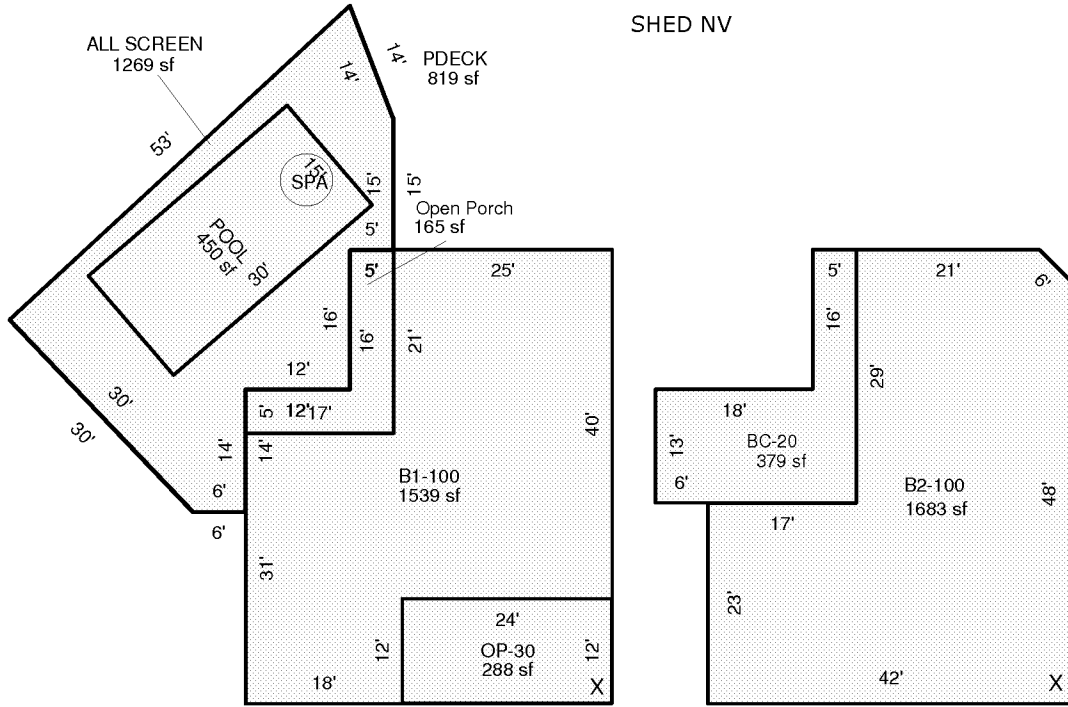 SHED NV
ALL SCREEN
1269 sf
14'
14'
PDECK
819 sf
53'
15'
SPA
15'
15'
Open Porch
165 sf
5'
POOL
450 sf
30'
5'
25'
16'
16'
21'
12'
5'
12'
17'
30'
30'
14'
14'
40'
6'
6'
B1-100
1539 sf
31'
24'
12'
OP-30
288 sf
12'
18'
X
5'
21'
6'
16'
29'
18'
13'
BC-20
379 sf
6'
B2-100
1683 sf
48'
17'
23'
42'
X